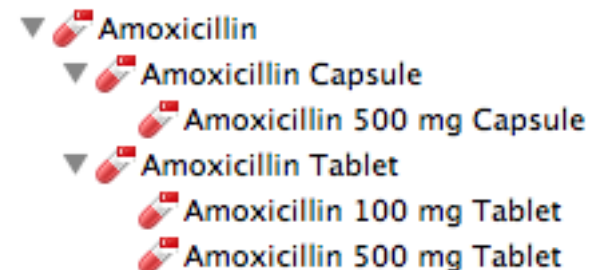 Amoxicillin
Amoxicillin Capsule
Amoxicillin 500 mg Capsule
Amoxicillin Tablet
Amoxicillin 100 mg Tablet
Amoxicillin 500 mg Tablet